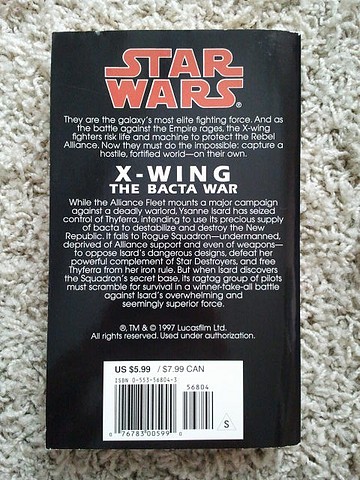 STAR
WARS®
They are the galaxy's most elite fighting force. And as
the battle against the Empire rages, the X-wing
fighters risk life and machine to protect the Rebel
Alliance. Now they must do the impossible: capture a
hostile, fortified world—on their own.
X-WING
THE BACTA WAR
While the Alliance Fleet mounts a major campaign
against a deadly warlord, Ysanne Isard has seized
control of Thyferra, intending to use its precious supply
of bacta to destabilize and destroy the New
Republic. It falls to Rogue Squadron—undermanned,
deprived of Alliance support and even of weapons—
to oppose Isard's dangerous designs, defeat her
powerful complement of Star Destroyers, and free
Thyferra from her iron rule. But when Isard discovers
the Squadron's secret base, its ragtag group of pilots
must scramble for survival in a winner-take-all battle
against Isard's overwhelming and
seemingly superior force.
®, TM & © 1997 Lucasfilm Ltd.
All rights reserved. Used under authorization.
US $5.99 / $7.99 CAN
ISBN 0-553-56804-3
56804
S
0 76783 00599 0